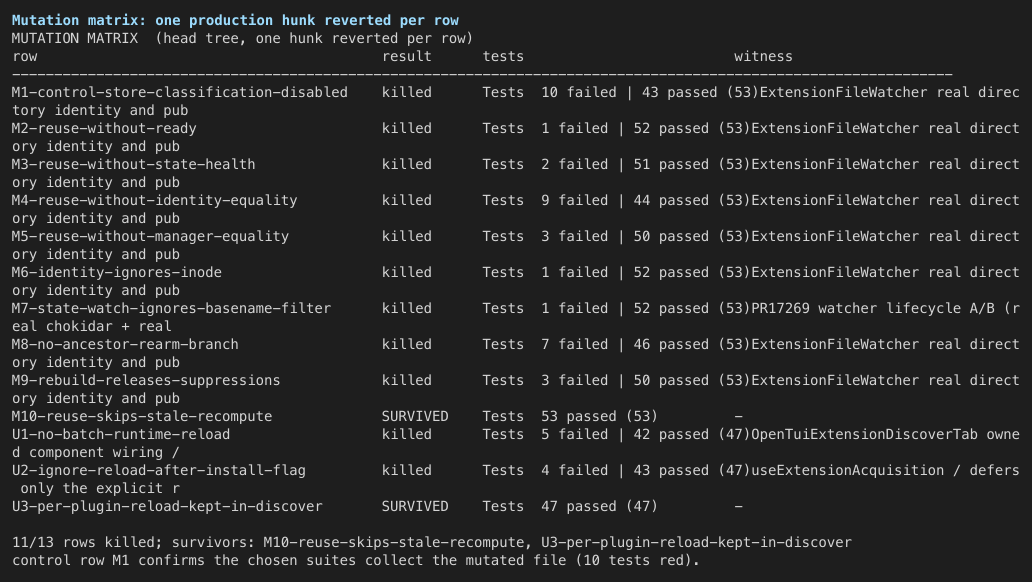 Mutation matrix: one production hunk reverted per row
MUTATION MATRIX  (head tree, one hunk reverted per row)
row                                         result      tests                         witness
----------------------------------------------------------------------------------------------------------------
M1-control-store-classification-disabled    killed      Tests  10 failed | 43 passed (53)ExtensionFileWatcher real direc
tory identity and pub
M2-reuse-without-ready                      killed      Tests  1 failed | 52 passed (53)ExtensionFileWatcher real direct
ory identity and pub
M3-reuse-without-state-health               killed      Tests  2 failed | 51 passed (53)ExtensionFileWatcher real direct
ory identity and pub
M4-reuse-without-identity-equality          killed      Tests  9 failed | 44 passed (53)ExtensionFileWatcher real direct
ory identity and pub
M5-reuse-without-manager-equality           killed      Tests  3 failed | 50 passed (53)ExtensionFileWatcher real direct
ory identity and pub
M6-identity-ignores-inode                   killed      Tests  1 failed | 52 passed (53)ExtensionFileWatcher real direct
ory identity and pub
M7-state-watch-ignores-basename-filter      killed      Tests  1 failed | 52 passed (53)PR17269 watcher lifecycle A/B (r
eal chokidar + real
M8-no-ancestor-rearm-branch                 killed      Tests  7 failed | 46 passed (53)ExtensionFileWatcher real direct
ory identity and pub
M9-rebuild-releases-suppressions            killed      Tests  3 failed | 50 passed (53)ExtensionFileWatcher real direct
ory identity and pub
M10-reuse-skips-stale-recompute             SURVIVED    Tests  53 passed (53)         -
U1-no-batch-runtime-reload                  killed      Tests  5 failed | 42 passed (47)OpenTuiExtensionDiscoverTab owne
d component wiring /
U2-ignore-reload-after-install-flag         killed      Tests  4 failed | 43 passed (47)useExtensionAcquisition / defers
 only the explicit r
U3-per-plugin-reload-kept-in-discover       SURVIVED    Tests  47 passed (47)         -
11/13 rows killed; survivors: M10-reuse-skips-stale-recompute, U3-per-plugin-reload-kept-in-discover
control row M1 confirms the chosen suites collect the mutated file (10 tests red).